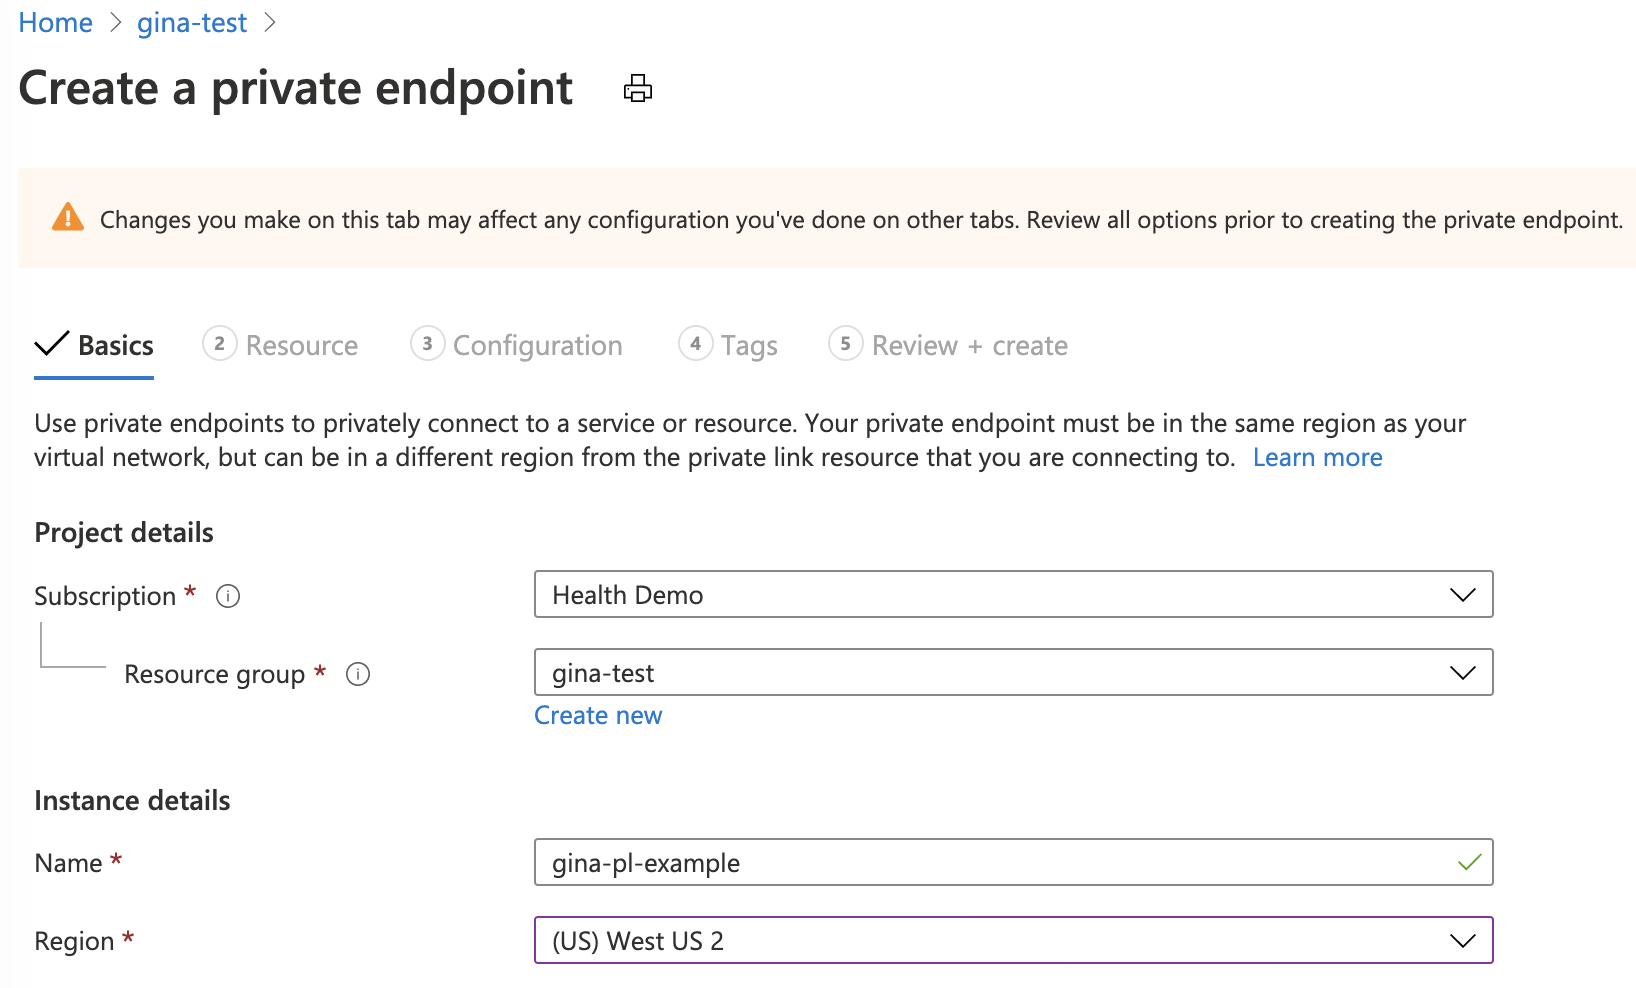 Home > gina-test >
Create a private endpoint
Changes you make on this tab may affect any configuration you've done on other tabs. Review all options prior to creating the private endpoint.
Basics 2 Resource 3 Configuration 4 Tags 5 Review + create
Use private endpoints to privately connect to a service or resource. Your private endpoint must be in the same region as your
virtual network, but can be in a different region from the private link resource that you are connecting to. Learn more
Project details
Subscription * Health Demo
Resource group * gina-test
Create new
Instance details
Name * gina-pl-example
Region * (US) West US 2